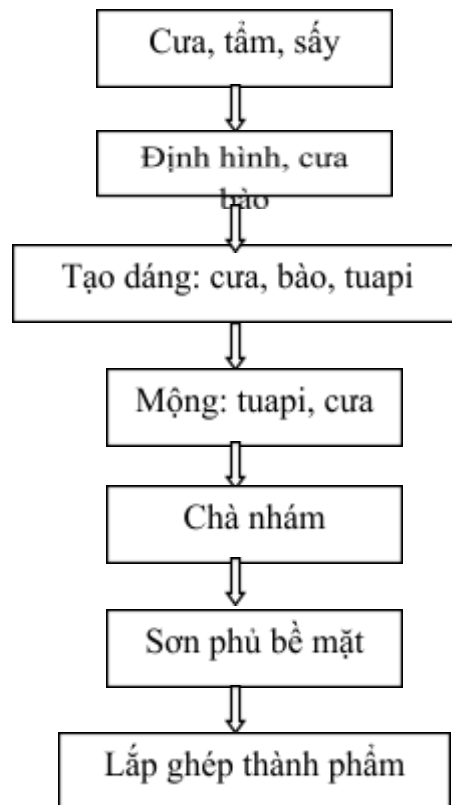 Cưa, tẩm, sấy
Định hình, cưa
bào
Tạo dáng: cưa, bào, tuapi
Mộng: tuapi, cưa
Chà nhám
Sơn phủ bề mặt
Lắp ghép thành phẩm